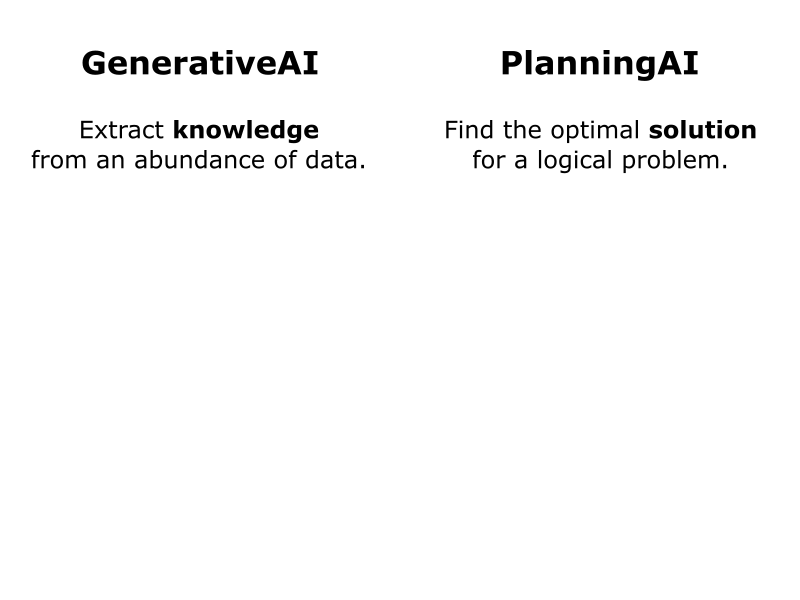 GenerativeAI
Extract knowledge
from an abundance of data.
PlanningAI
Find the optimal solution
for a logical problem.